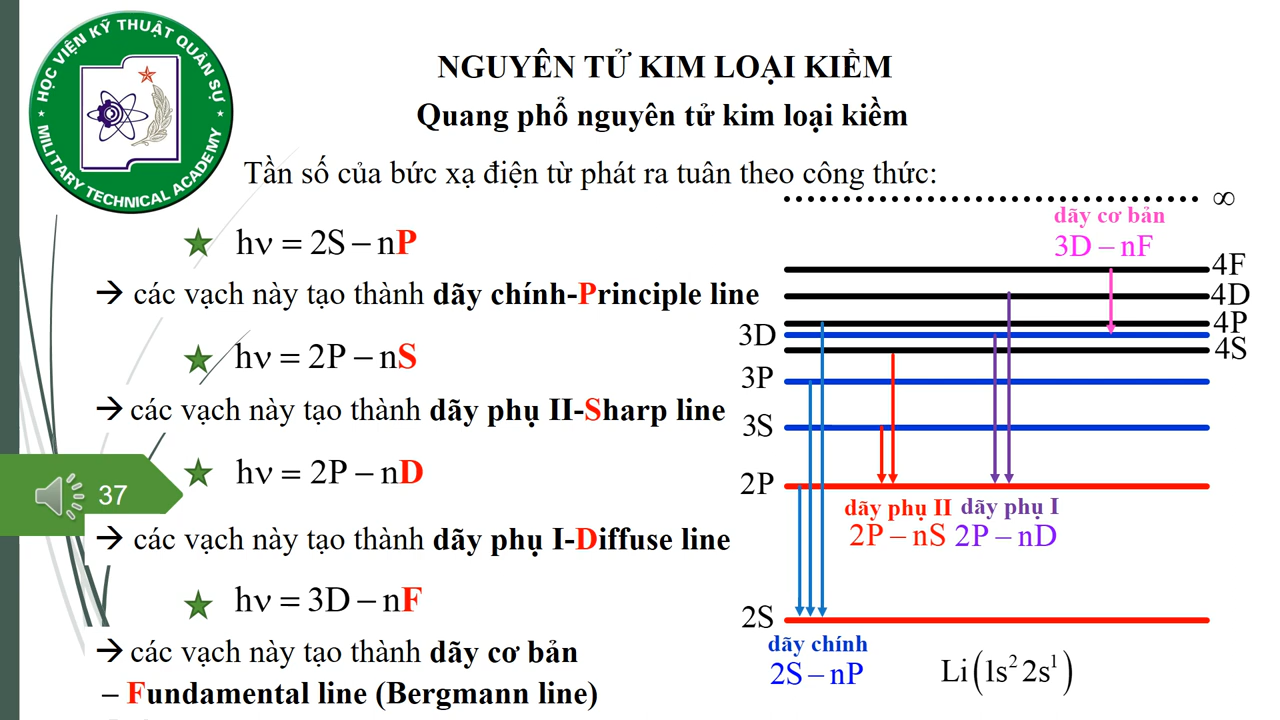 HỌC VIỆN KỸ THUẬT QUÂN SỰ
MILITARY TECHNICAL ACADEMY
NGUYÊN TỬ KIM LOẠI KIỀM
Quang phổ nguyên tử kim loại kiềm
Tần số của bức xạ điện từ phát ra tuân theo công thức:
hν = 2S – nP
→ các vạch này tạo thành dãy chính-Principle line
hν = 2P – nS
→ các vạch này tạo thành dãy phụ II-Sharp line
hν = 2P – nD
37
→ các vạch này tạo thành dãy phụ I-Diffuse line
hν = 3D – nF
→ các vạch này tạo thành dãy cơ bản
– Fundamental line (Bergmann line)
∞
dãy cơ bản
3D – nF
4F
4D
4P
3D
4S
3P
3S
2P
dãy phụ II
2P – nS
dãy phụ I
2P – nD
2S
dãy chính
2S – nP
Li(1s² 2s¹)